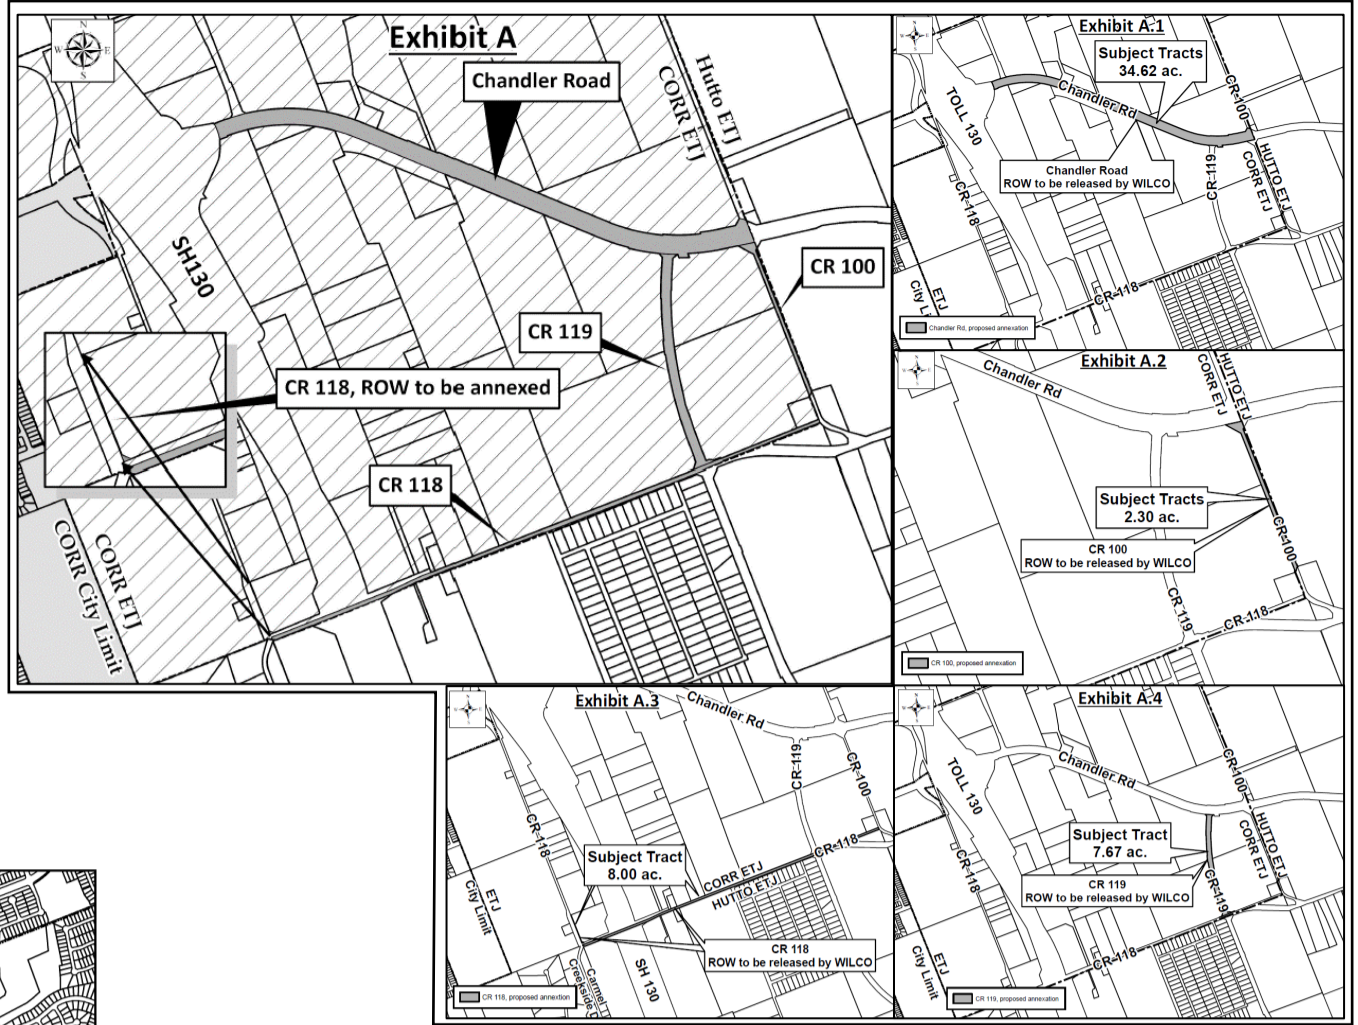 Exhibit A
N
W
E
S
Chandler Road
Hutto ETJ
CORR ETJ
SH130
CR 100
CR 119
CR 118, ROW to be annexed
CR 118
CORR ETJ
CORR City Limit
Exhibit A.1
Subject Tracts
34.62 ac.
TOLL 130
Chandler Rd
CR-100
Chandler Road
ROW to be released by WILCO
CR-119
HUTTO ETJ
CORR ETJ
CR-118
CR-118
ETJ
City Li
Chandler Rd, proposed annexation
Exhibit A.2
Chandler Rd
HUTTO ETJ
CORR ETJ
Subject Tracts
2.30 ac.
CR 100
ROW to be released by WILCO
CR-100
CR-119
CR-118
CR 100, proposed annexation
Exhibit A.3
Chandler Rd
CR-119
CR-100
CR-118
Subject Tract
8.00 ac.
CORR ETJ
HUTTO ETJ
CR-118
ETJ
City Limit
CR 118
ROW to be released by WILCO
SH 130
Carmel
Creekside D
CR 118, proposed annextion
Exhibit A.4
TOLL 130
Chandler Rd
CR-100
Subject Tract
7.67 ac.
HUTTO ETJ
CORR ETJ
CR 119
ROW to be released by WILCO
CR-118
CR-119
CR-118
ETJ
City Limit
CR 119, proposed annexation